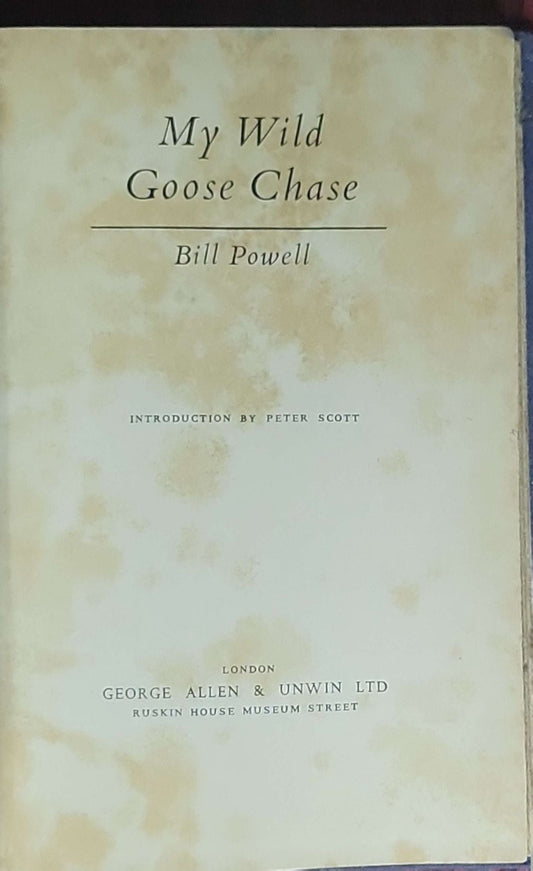 My Wild
Goose Chase
Bill Powell
INTRODUCTION BY PETER SCOTT
LONDON
GEORGE ALLEN & UNWIN LTD
RUSKIN HOUSE MUSEUM STREET